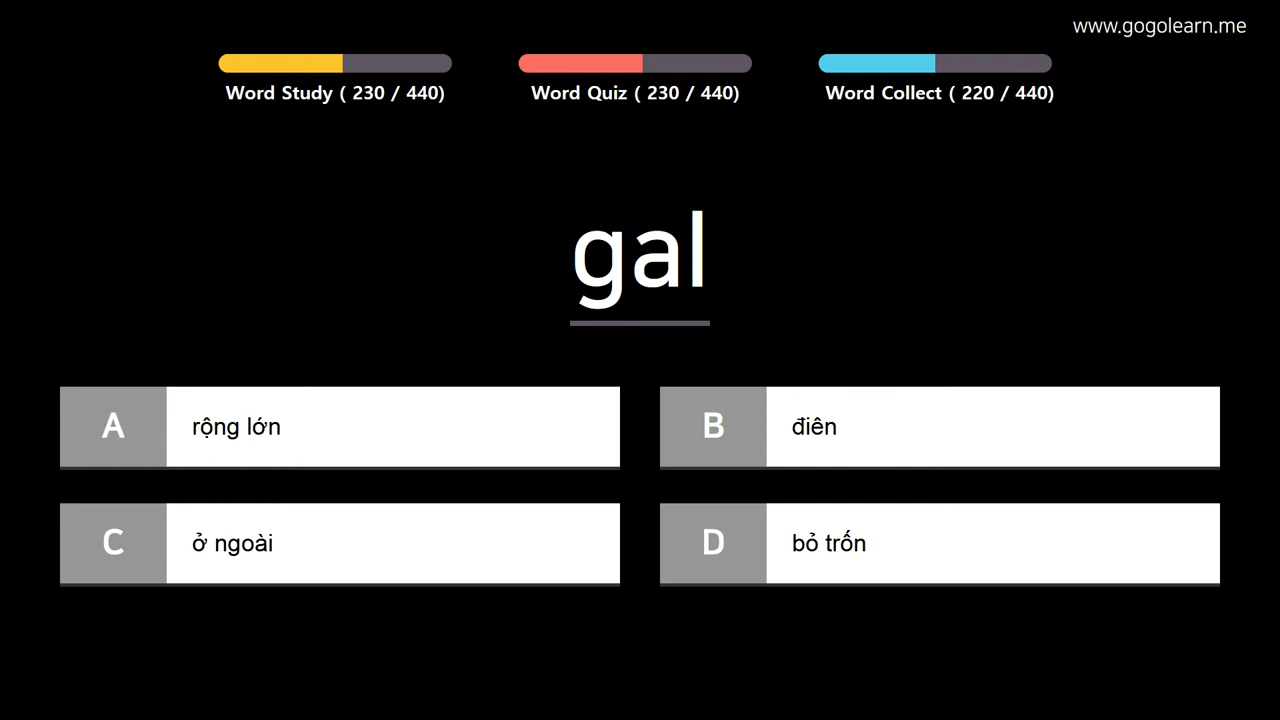 www.gogolearn.me
Word Study ( 230 / 440)
Word Quiz ( 230 / 440)
Word Collect ( 220 / 440)
gal
A rộng lớn
B điên
C ở ngoài
D bỏ trốn